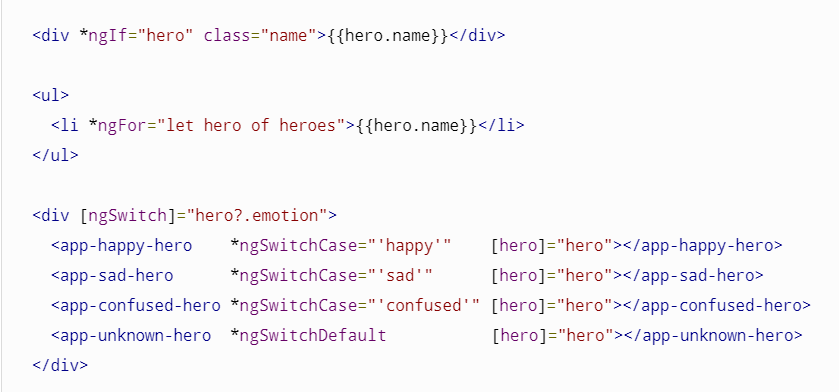 <div *ngIf="hero" class="name">{{hero.name}}</div>
<ul>
  <li *ngFor="let hero of heroes">{{hero.name}}</li>
</ul>
<div [ngSwitch]="hero?.emotion">
  <app-happy-hero    *ngSwitchCase="'happy'"    [hero]="hero"></app-happy-hero>
  <app-sad-hero      *ngSwitchCase="'sad'"      [hero]="hero"></app-sad-hero>
  <app-confused-hero *ngSwitchCase="'confused'" [hero]="hero"></app-confused-hero>
  <app-unknown-hero  *ngSwitchDefault           [hero]="hero"></app-unknown-hero>
</div>